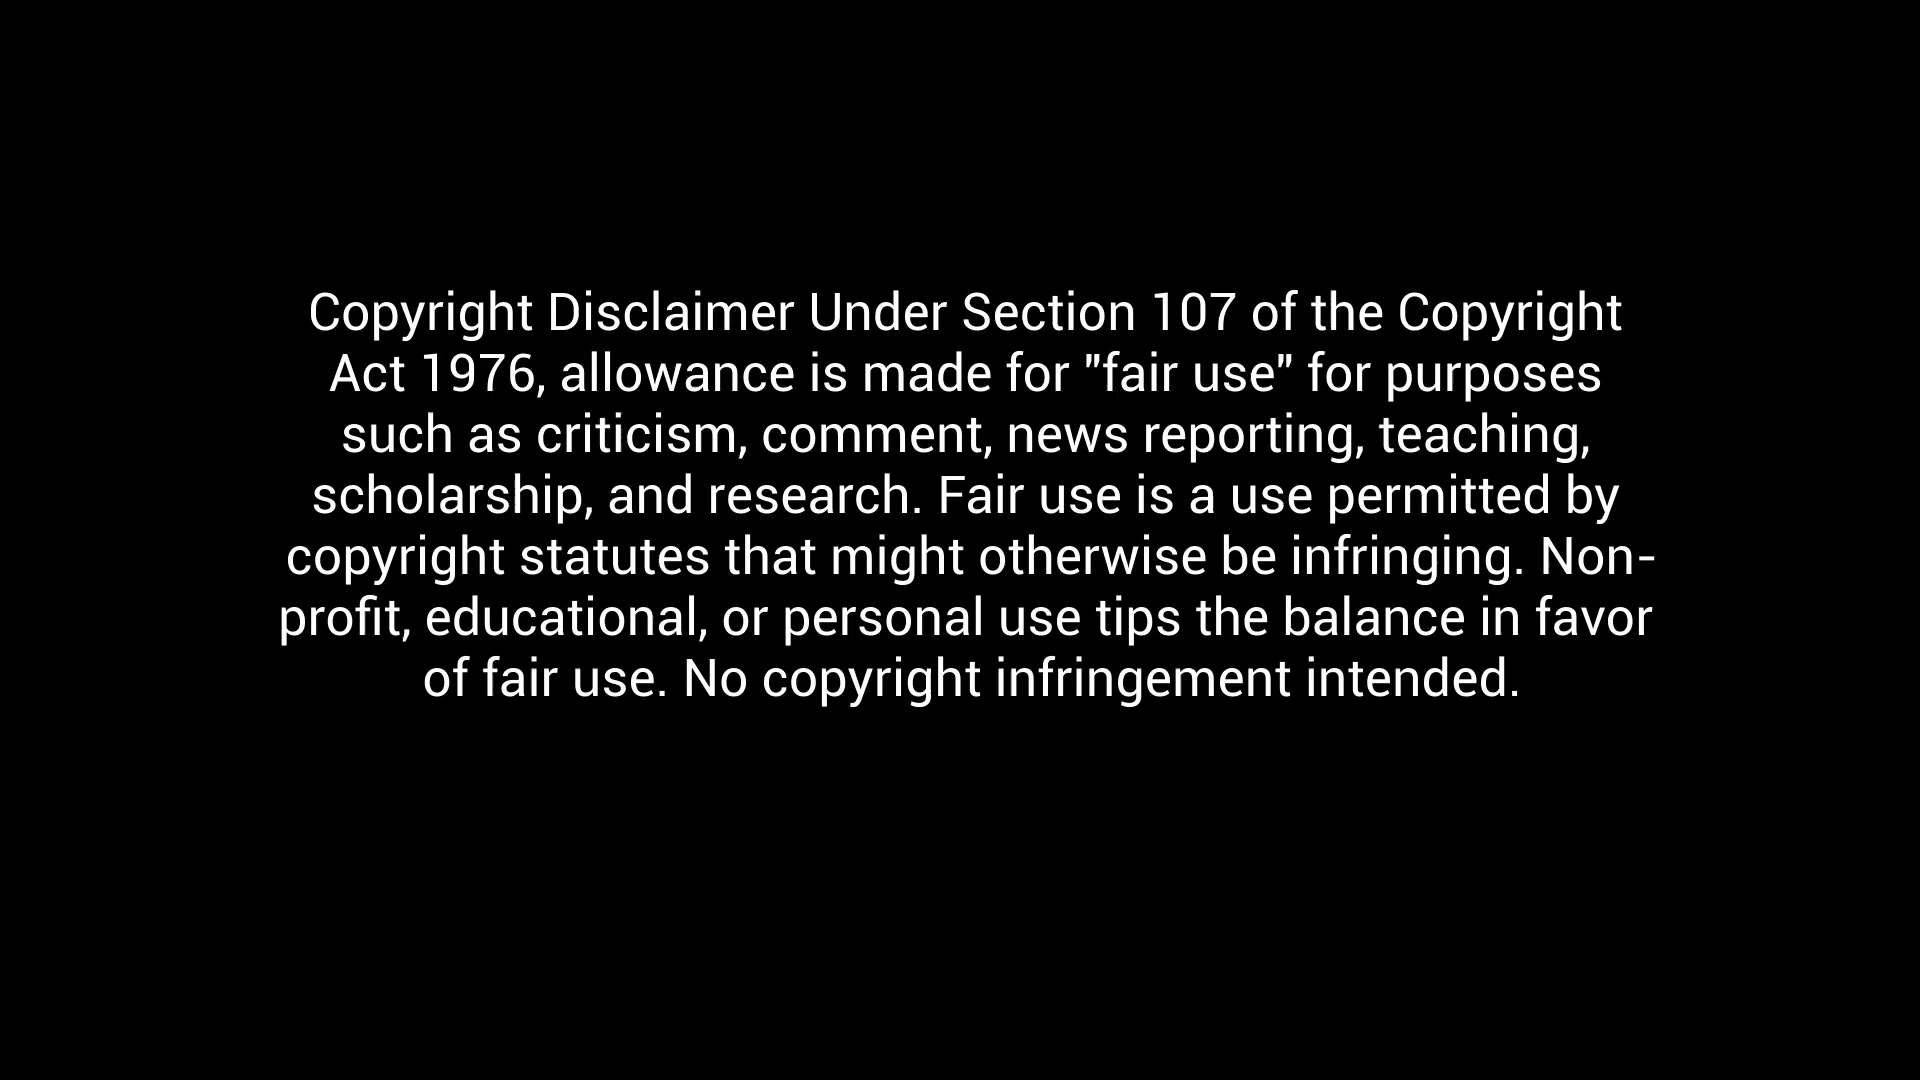 Copyright Disclaimer Under Section 107 of the Copyright
Act 1976, allowance is made for "fair use" for purposes
such as criticism, comment, news reporting, teaching,
scholarship, and research. Fair use is a use permitted by
copyright statutes that might otherwise be infringing. Non-
profit, educational, or personal use tips the balance in favor
of fair use. No copyright infringement intended.